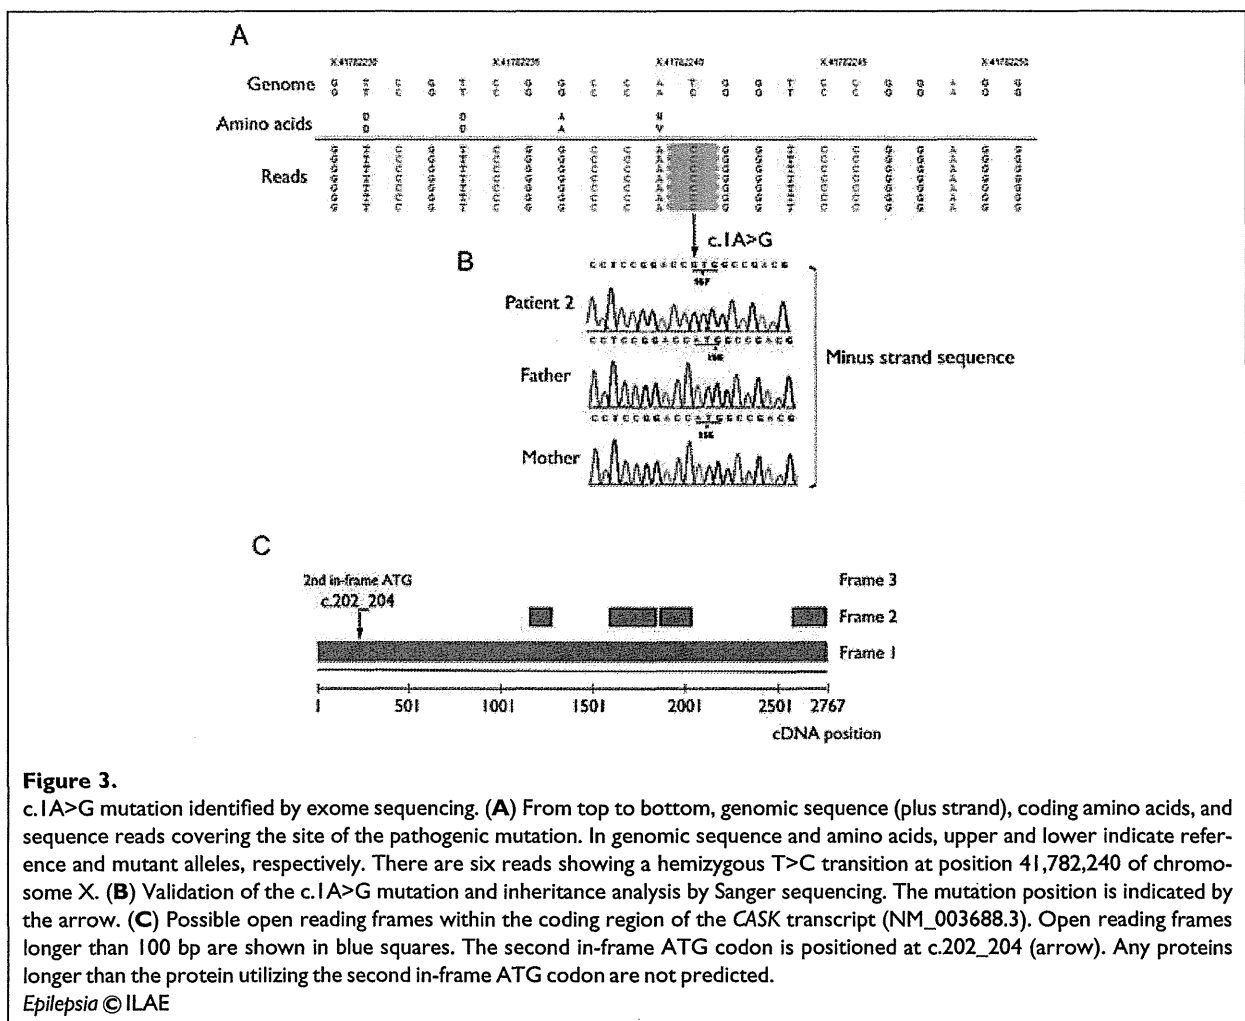 A
X:41782230 X:41782235 X:41782240 X:41782245 X:41782250
Genome G T C G T C G G C C A T G G T C C G G A G G
G T C G T C G G C C A C G G T C C G G A G G
Amino acids D D A M
D D A V
Reads
c.1A>G
B
C C T C C G G A C C G T G G C C G A C G
Patient 2
C C T C C G G A C C A T G G C C G A C G
Father
C C T C C G G A C C A T G G C C G A C G
Mother
Minus strand sequence
C
2nd in-frame ATG
c.202_204
Frame 3
Frame 2
Frame 1
1 501 1001 1501 2001 2501 2767
cDNA position
Figure 3.
c.1A>G mutation identified by exome sequencing. (A) From top to bottom, genomic sequence (plus strand), coding amino acids, and
sequence reads covering the site of the pathogenic mutation. In genomic sequence and amino acids, upper and lower indicate refer-
ence and mutant alleles, respectively. There are six reads showing a hemizygous T>C transition at position 41,782,240 of chromo-
some X. (B) Validation of the c.1A>G mutation and inheritance analysis by Sanger sequencing. The mutation position is indicated by
the arrow. (C) Possible open reading frames within the coding region of the CASK transcript (NM_003688.3). Open reading frames
longer than 100 bp are shown in blue squares. The second in-frame ATG codon is positioned at c.202_204 (arrow). Any proteins
longer than the protein utilizing the second in-frame ATG codon are not predicted.
Epilepsia © ILAE